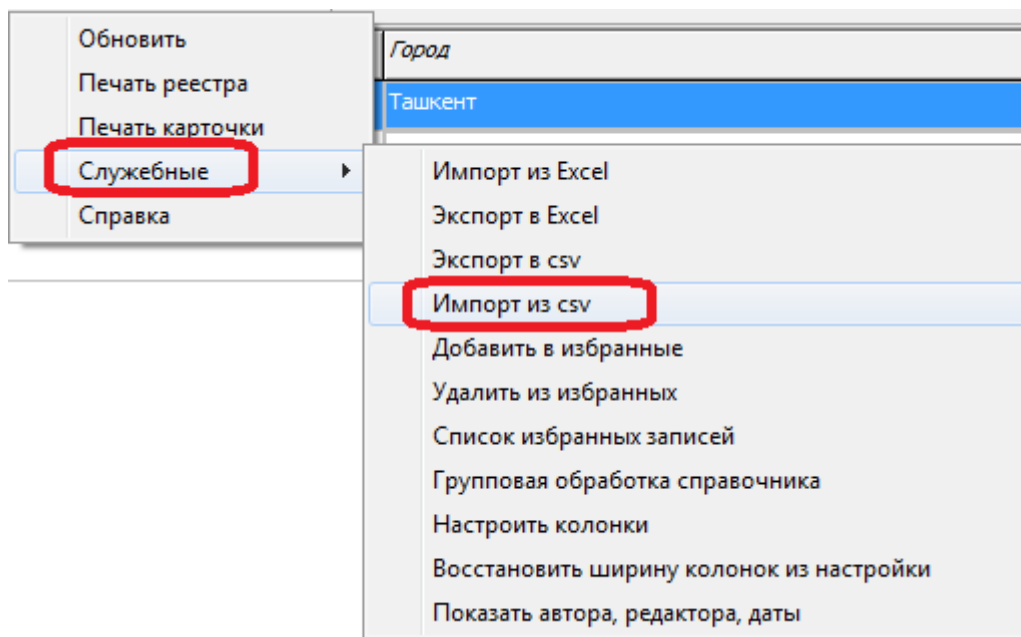 Обновить
Печать реестра
Печать карточки
Служебные
Справка
Город
Ташкент
Импорт из Excel
Экспорт в Excel
Экспорт в csv
Импорт из csv
Добавить в избранные
Удалить из избранных
Список избранных записей
Групповая обработка справочника
Настроить колонки
Восстановить ширину колонок из настройки
Показать автора, редактора, даты